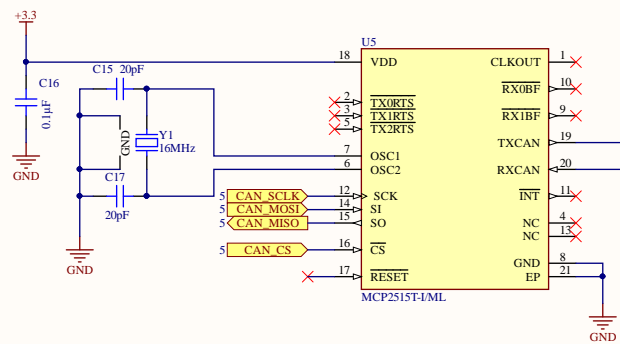 +3.3
U5
18 VDD CLKOUT 1
C15 20pF
C16
0.1µF
RX0BF 10
2 TX0RTS
3 TX1RTS RX1BF 9
5 TX2RTS
GND
Y1
16MHz
TXCAN 19
7 OSC1
6 OSC2 RXCAN 20
GND
C17
20pF
5 CAN_SCLK 12 SCK INT 11
5 CAN_MOSI 14 SI
5 CAN_MISO 15 SO NC 4
NC 13
5 CAN_CS 16 CS
GND 8
GND
17 RESET EP 21
MCP2515T-I/ML
GND